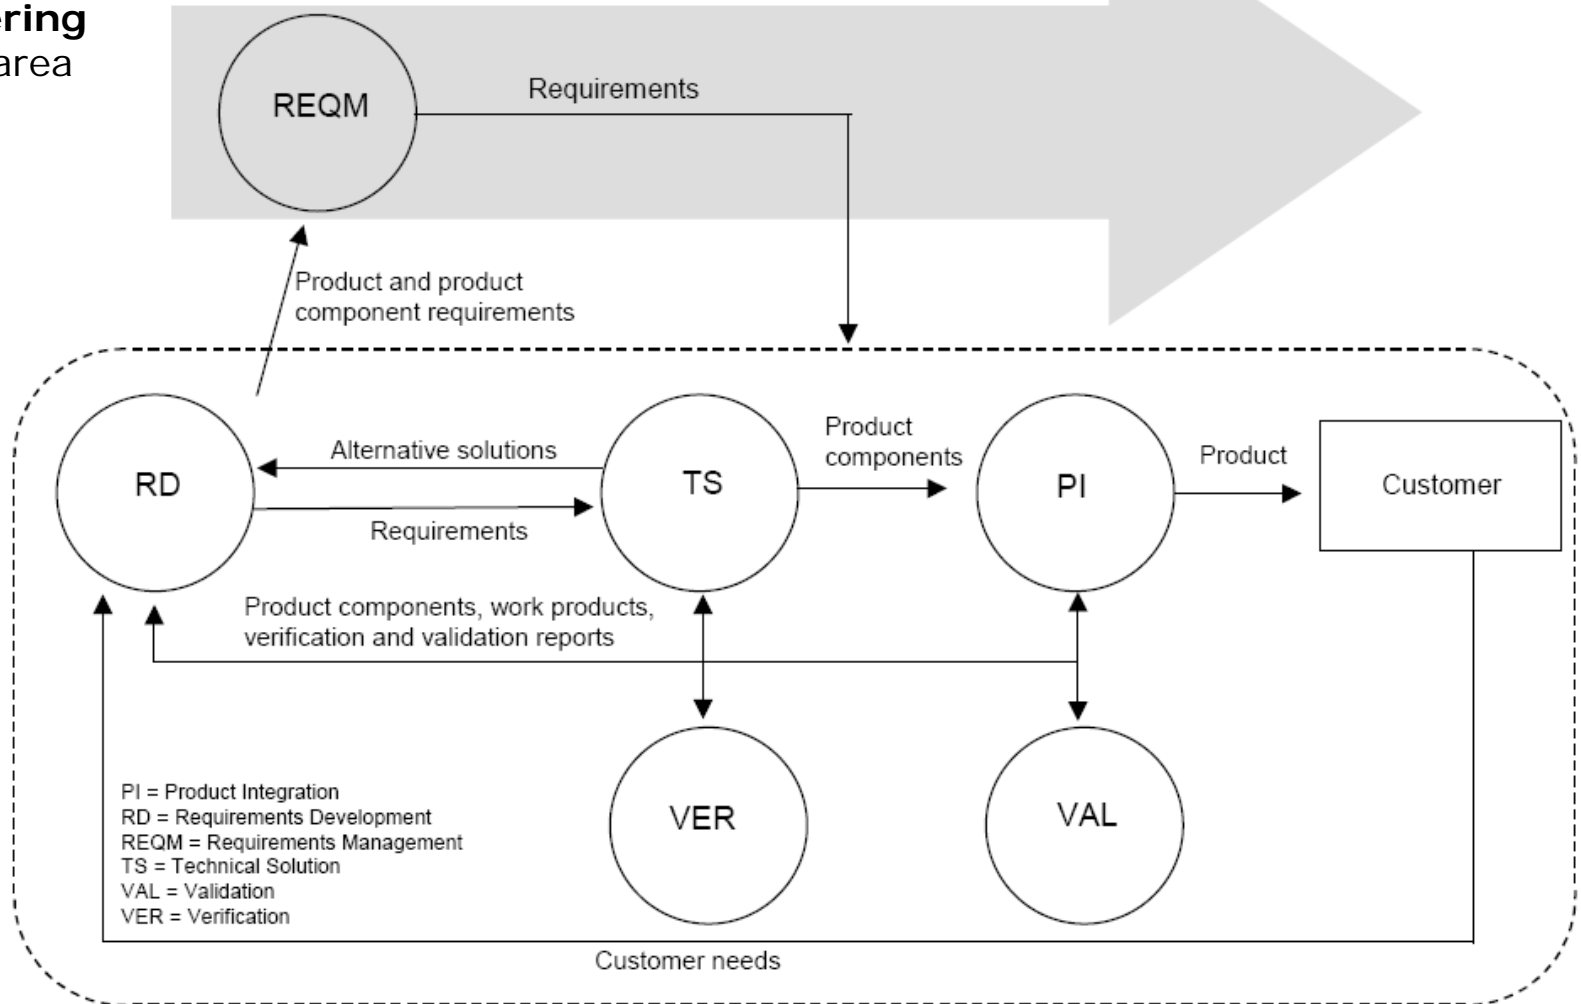 area
REQM
Requirements
Product and product
component requirements
RD
Alternative solutions
Requirements
TS
Product
components
PI
Product
Customer
Product components, work products,
verification and validation reports
VER
VAL
PI = Product Integration
RD = Requirements Development
REQM = Requirements Management
TS = Technical Solution
VAL = Validation
VER = Verification
Customer needs